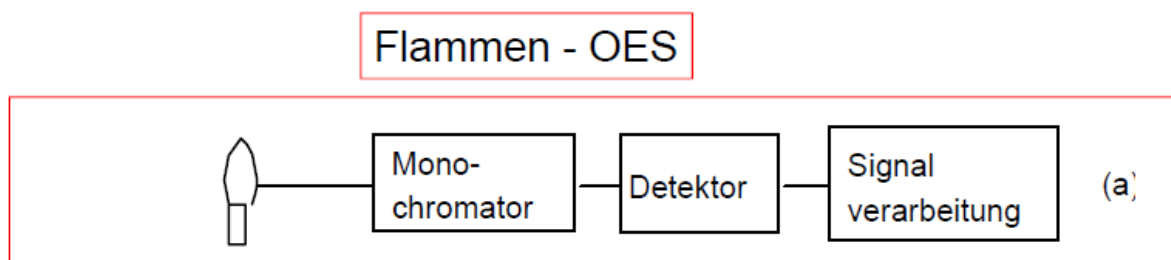 Flammen - OES
Mono-
chromator
Detektor
Signal
verarbeitung
(a)